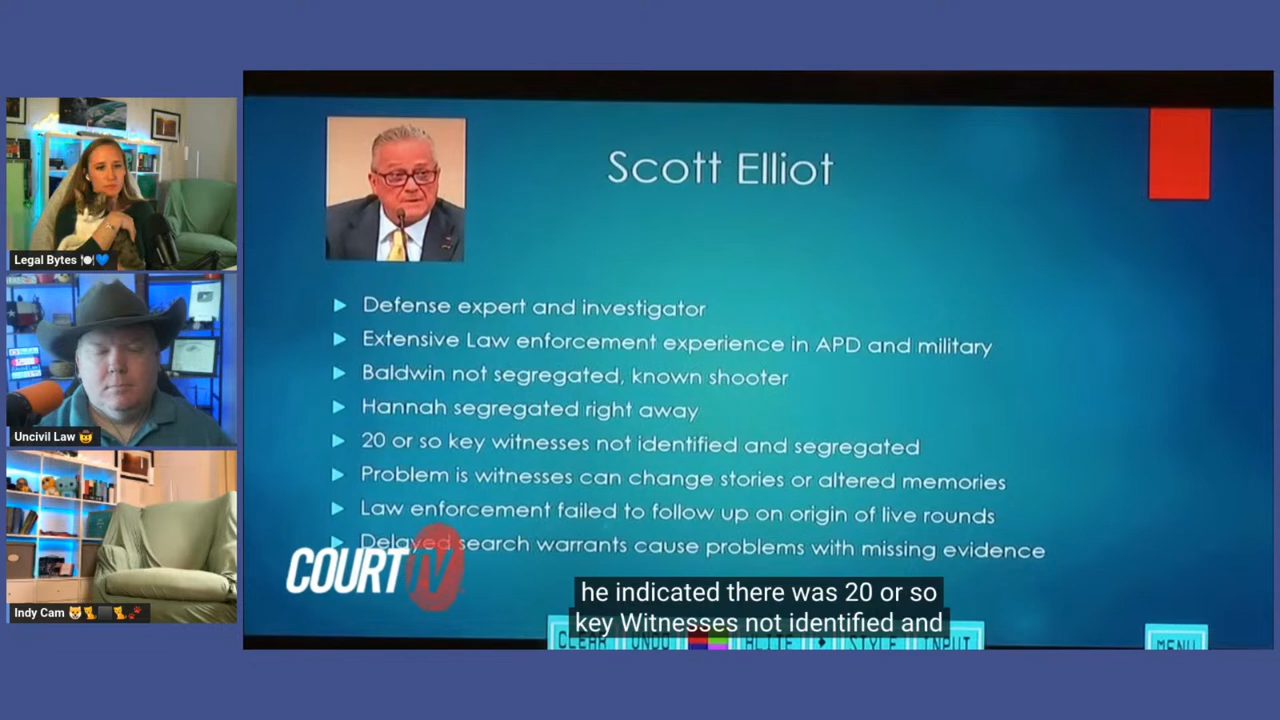 Legal Bytes 🍽💙
Uncivil Law 🤠
Indy Cam 😺🐈⬛🐈🐾
Scott Elliot
Defense expert and investigator
Extensive Law enforcement experience in APD and military
Baldwin not segregated, known shooter
Hannah segregated right away
20 or so key witnesses not identified and segregated
Problem is witnesses can change stories or altered memories
Law enforcement failed to follow up on origin of live rounds
Delayed search warrants cause problems with missing evidence
COURT TV
he indicated there was 20 or so
key Witnesses not identified and
CLEAR UNDO STYLE INPUT MENU